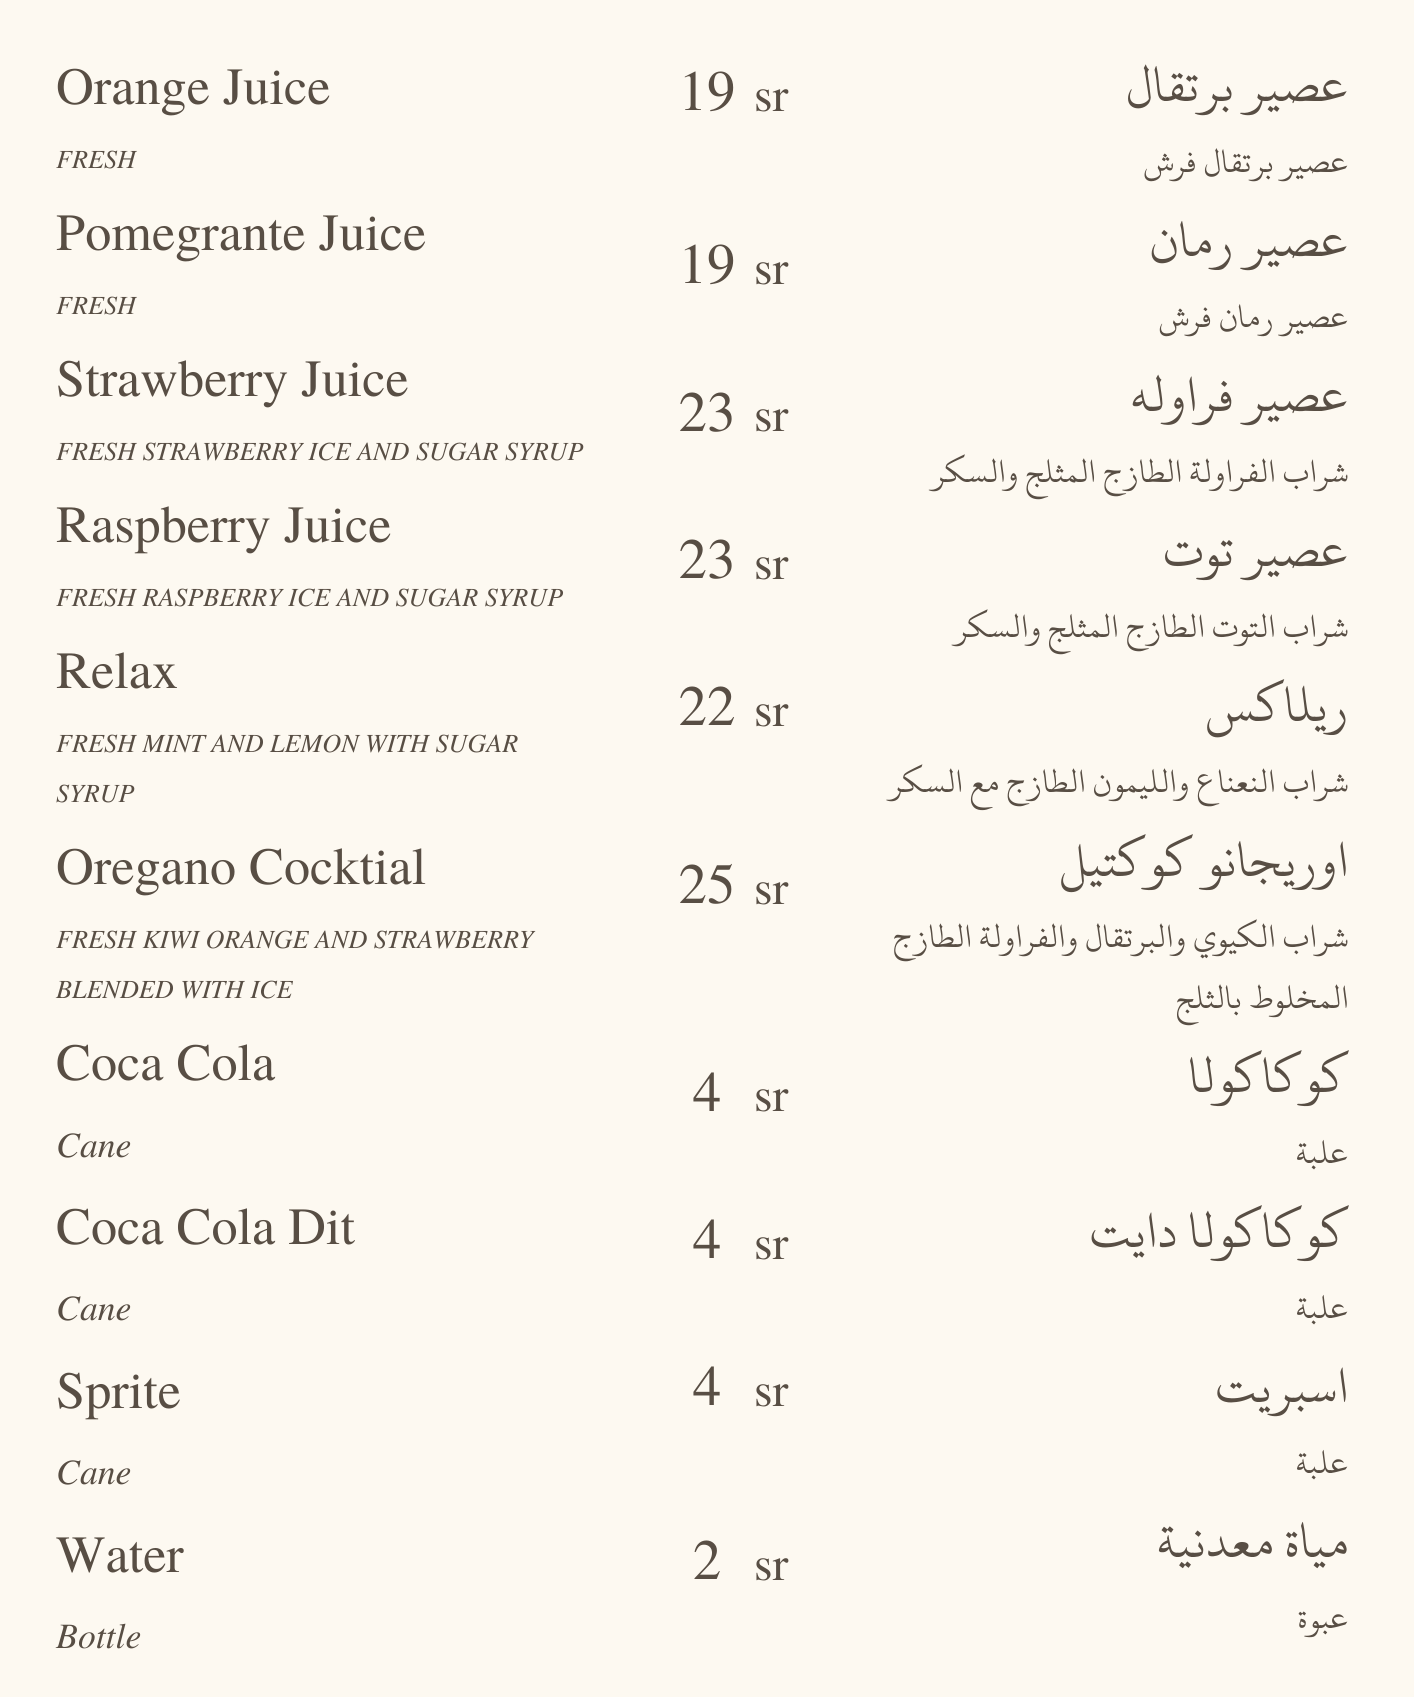 Orange Juice 19 sr عصير برتقال
FRESH عصير برتقال فرش
Pomegrante Juice 19 sr عصير رمان
FRESH عصير رمان فرش
Strawberry Juice 23 sr عصير فراوله
FRESH STRAWBERRY ICE AND SUGAR SYRUP شراب الفراولة الطازج المثلج والسكر
Raspberry Juice 23 sr عصير توت
FRESH RASPBERRY ICE AND SUGAR SYRUP شراب التوت الطازج المثلج والسكر
Relax 22 sr ريلاكس
FRESH MINT AND LEMON WITH SUGAR شراب النعناع والليمون الطازج مع السكر
SYRUP
Oregano Cocktial 25 sr اوريجانو كوكتيل
FRESH KIWI ORANGE AND STRAWBERRY شراب الكيوي والبرتقال والفراولة الطازج
BLENDED WITH ICE المخلوط بالثلج
Coca Cola 4 sr كوكاكولا
Cane علبة
Coca Cola Dit 4 sr كوكاكولا دايت
Cane علبة
Sprite 4 sr اسبريت
Cane علبة
Water 2 sr مياة معدنية
Bottle عبوة